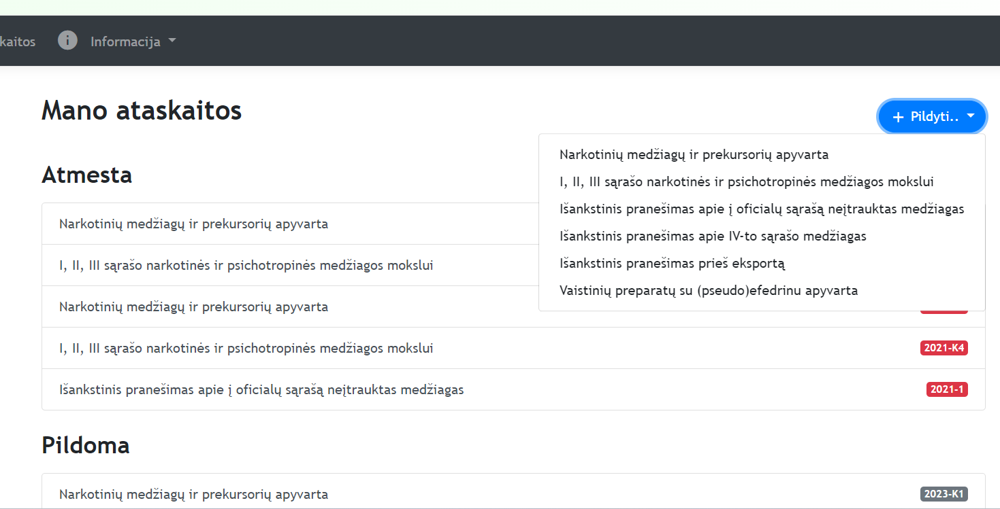 kaitos
Informacija
Mano ataskaitos
+ Pildyti..
Narkotinių medžiagų ir prekursorių apyvarta
I, II, III sąrašo narkotinės ir psichotropinės medžiagos mokslui
Išankstinis pranešimas apie į oficialų sąrašą neįtrauktas medžiagas
Išankstinis pranešimas apie IV-to sąrašo medžiagas
Išankstinis pranešimas prieš eksportą
Vaistinių preparatų su (pseudo)efedrinu apyvarta
Atmesta
Narkotinių medžiagų ir prekursorių apyvarta
I, II, III sąrašo narkotinės ir psichotropinės medžiagos mokslui
Narkotinių medžiagų ir prekursorių apyvarta
I, II, III sąrašo narkotinės ir psichotropinės medžiagos mokslui 2021-K4
Išankstinis pranešimas apie į oficialų sąrašą neįtrauktas medžiagas 2021-1
Pildoma
Narkotinių medžiagų ir prekursorių apyvarta 2023-K1